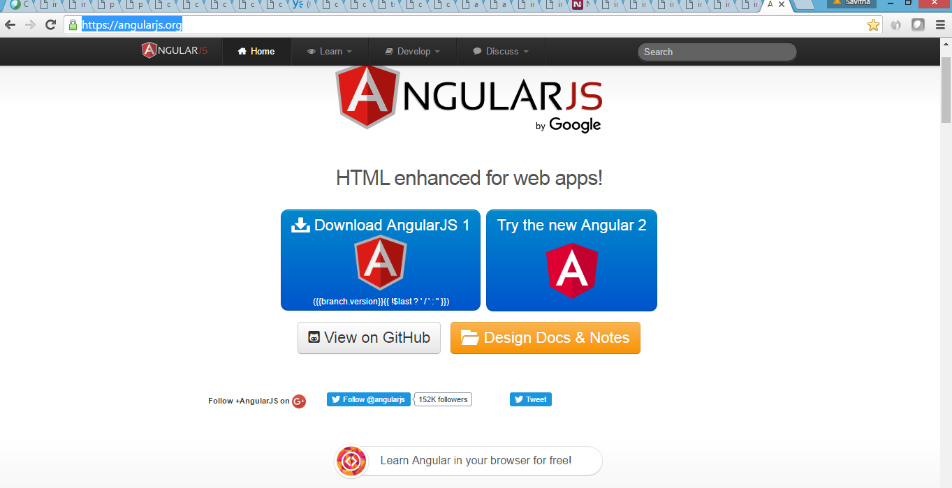 Savitha
https://angularjs.org
ANGULARJS
Home
Learn
Develop
Discuss
Search
ANGULARJS
by Google
HTML enhanced for web apps!
Download AngularJS 1
({{branch.version}}{{ !$last ? ' / ' : '' }})
Try the new Angular 2
View on GitHub
Design Docs & Notes
Follow +AngularJS on
Follow @angularjs
152K followers
Tweet
Learn Angular in your browser for free!